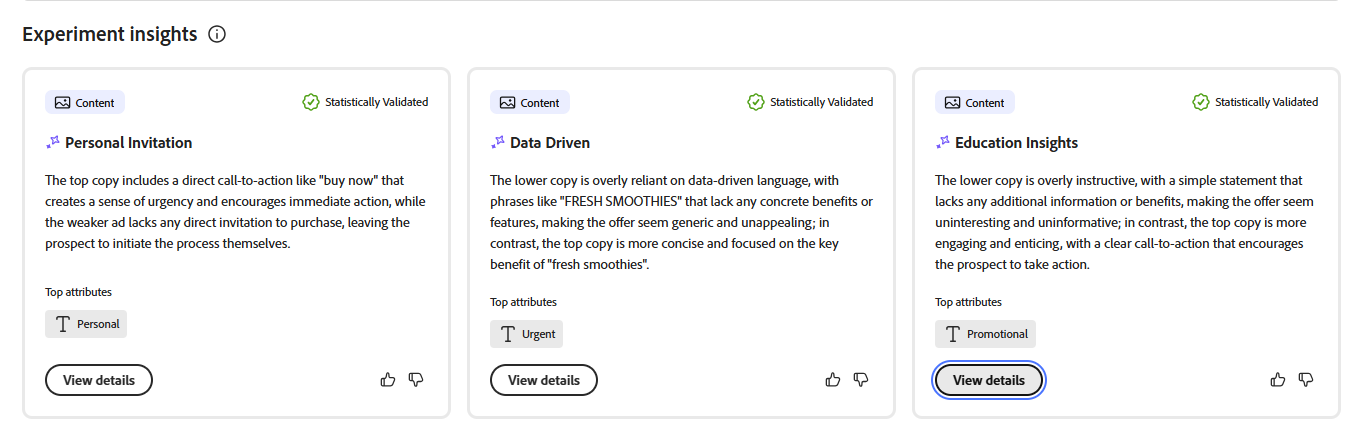 Experiment insights
Content
Statistically Validated
Personal Invitation
The top copy includes a direct call-to-action like "buy now" that
creates a sense of urgency and encourages immediate action, while
the weaker ad lacks any direct invitation to purchase, leaving the
prospect to initiate the process themselves.
Top attributes
Personal
View details
Content
Statistically Validated
Data Driven
The lower copy is overly reliant on data-driven language, with
phrases like "FRESH SMOOTHIES" that lack any concrete benefits or
features, making the offer seem generic and unappealing; in
contrast, the top copy is more concise and focused on the key
benefit of "fresh smoothies".
Top attributes
Urgent
View details
Content
Statistically Validated
Education Insights
The lower copy is overly instructive, with a simple statement that
lacks any additional information or benefits, making the offer seem
uninteresting and uninformative; in contrast, the top copy is more
engaging and enticing, with a clear call-to-action that encourages
the prospect to take action.
Top attributes
Promotional
View details